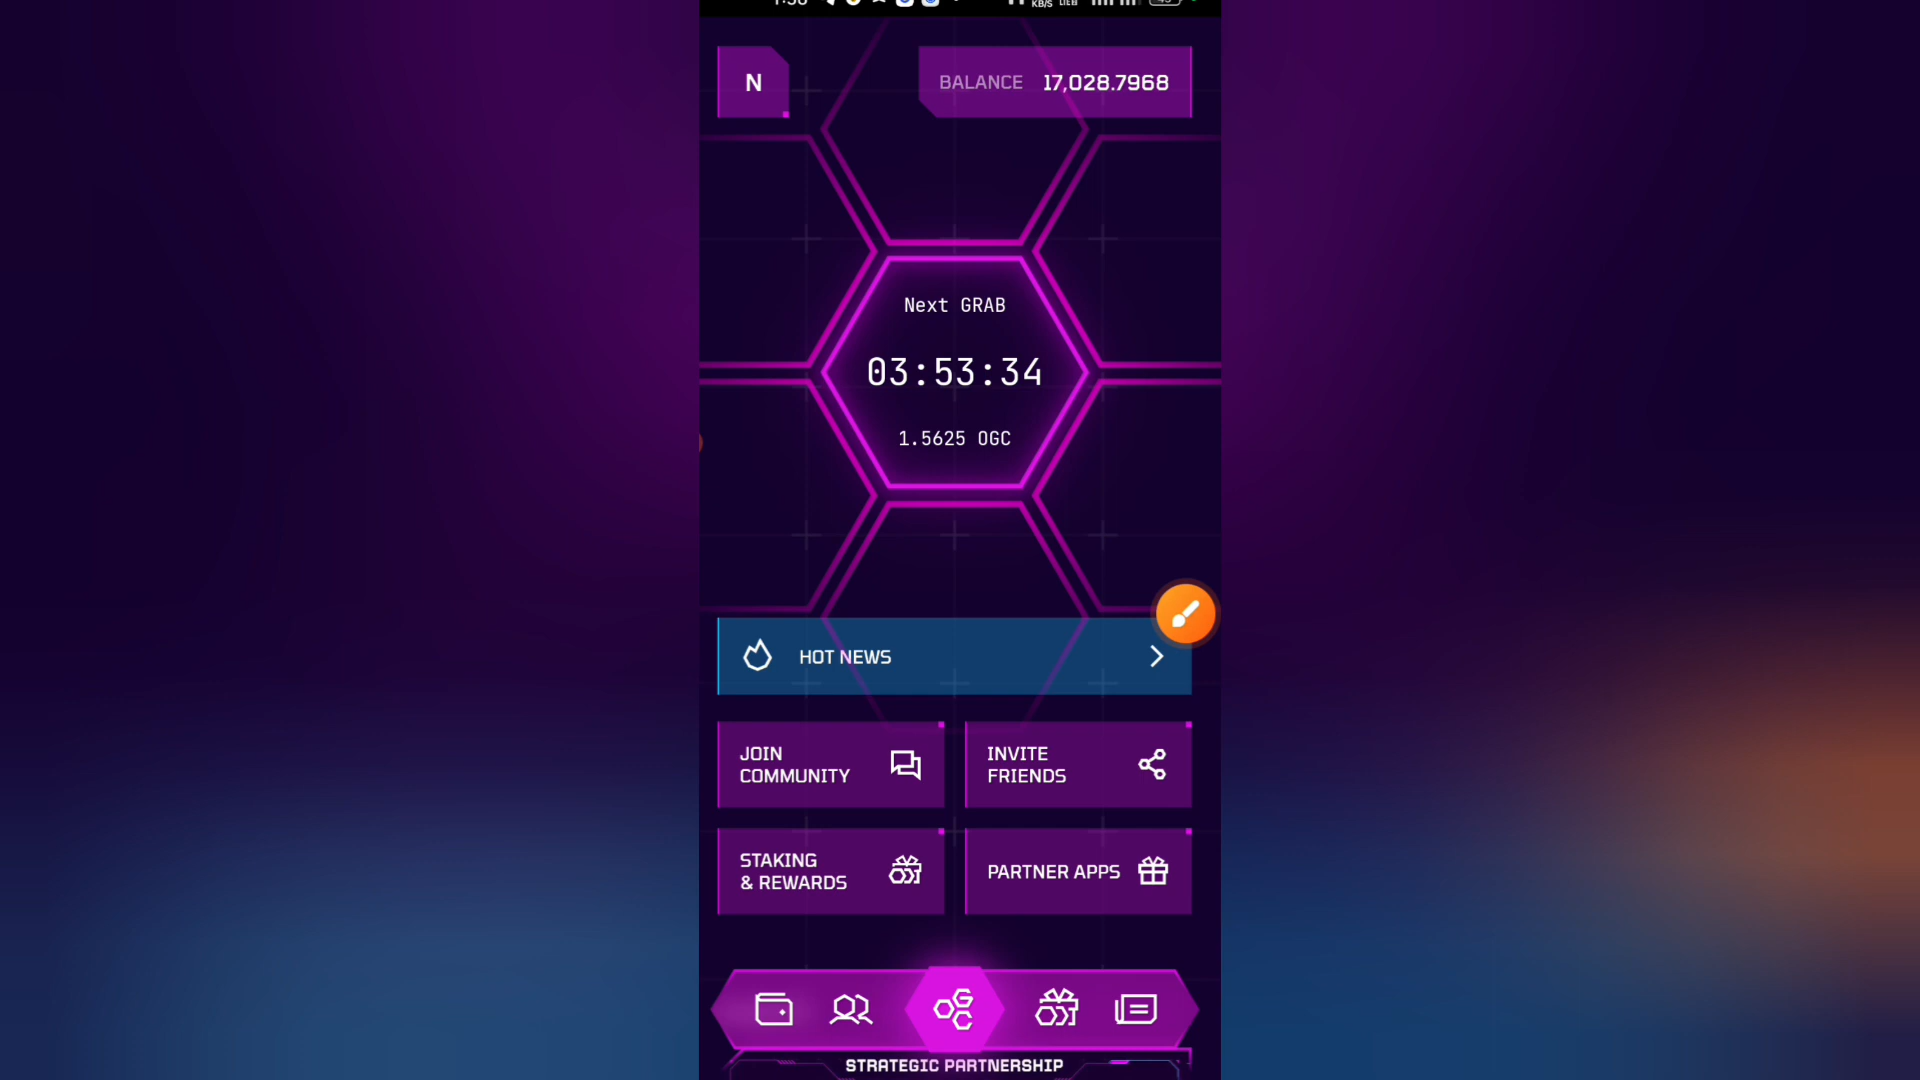 N
BALANCE 17,028.7968
Next GRAB
03:53:34
1.5625 OGC
HOT NEWS
JOIN
COMMUNITY
INVITE
FRIENDS
STAKING
& REWARDS
PARTNER APPS
STRATEGIC PARTNERSHIP